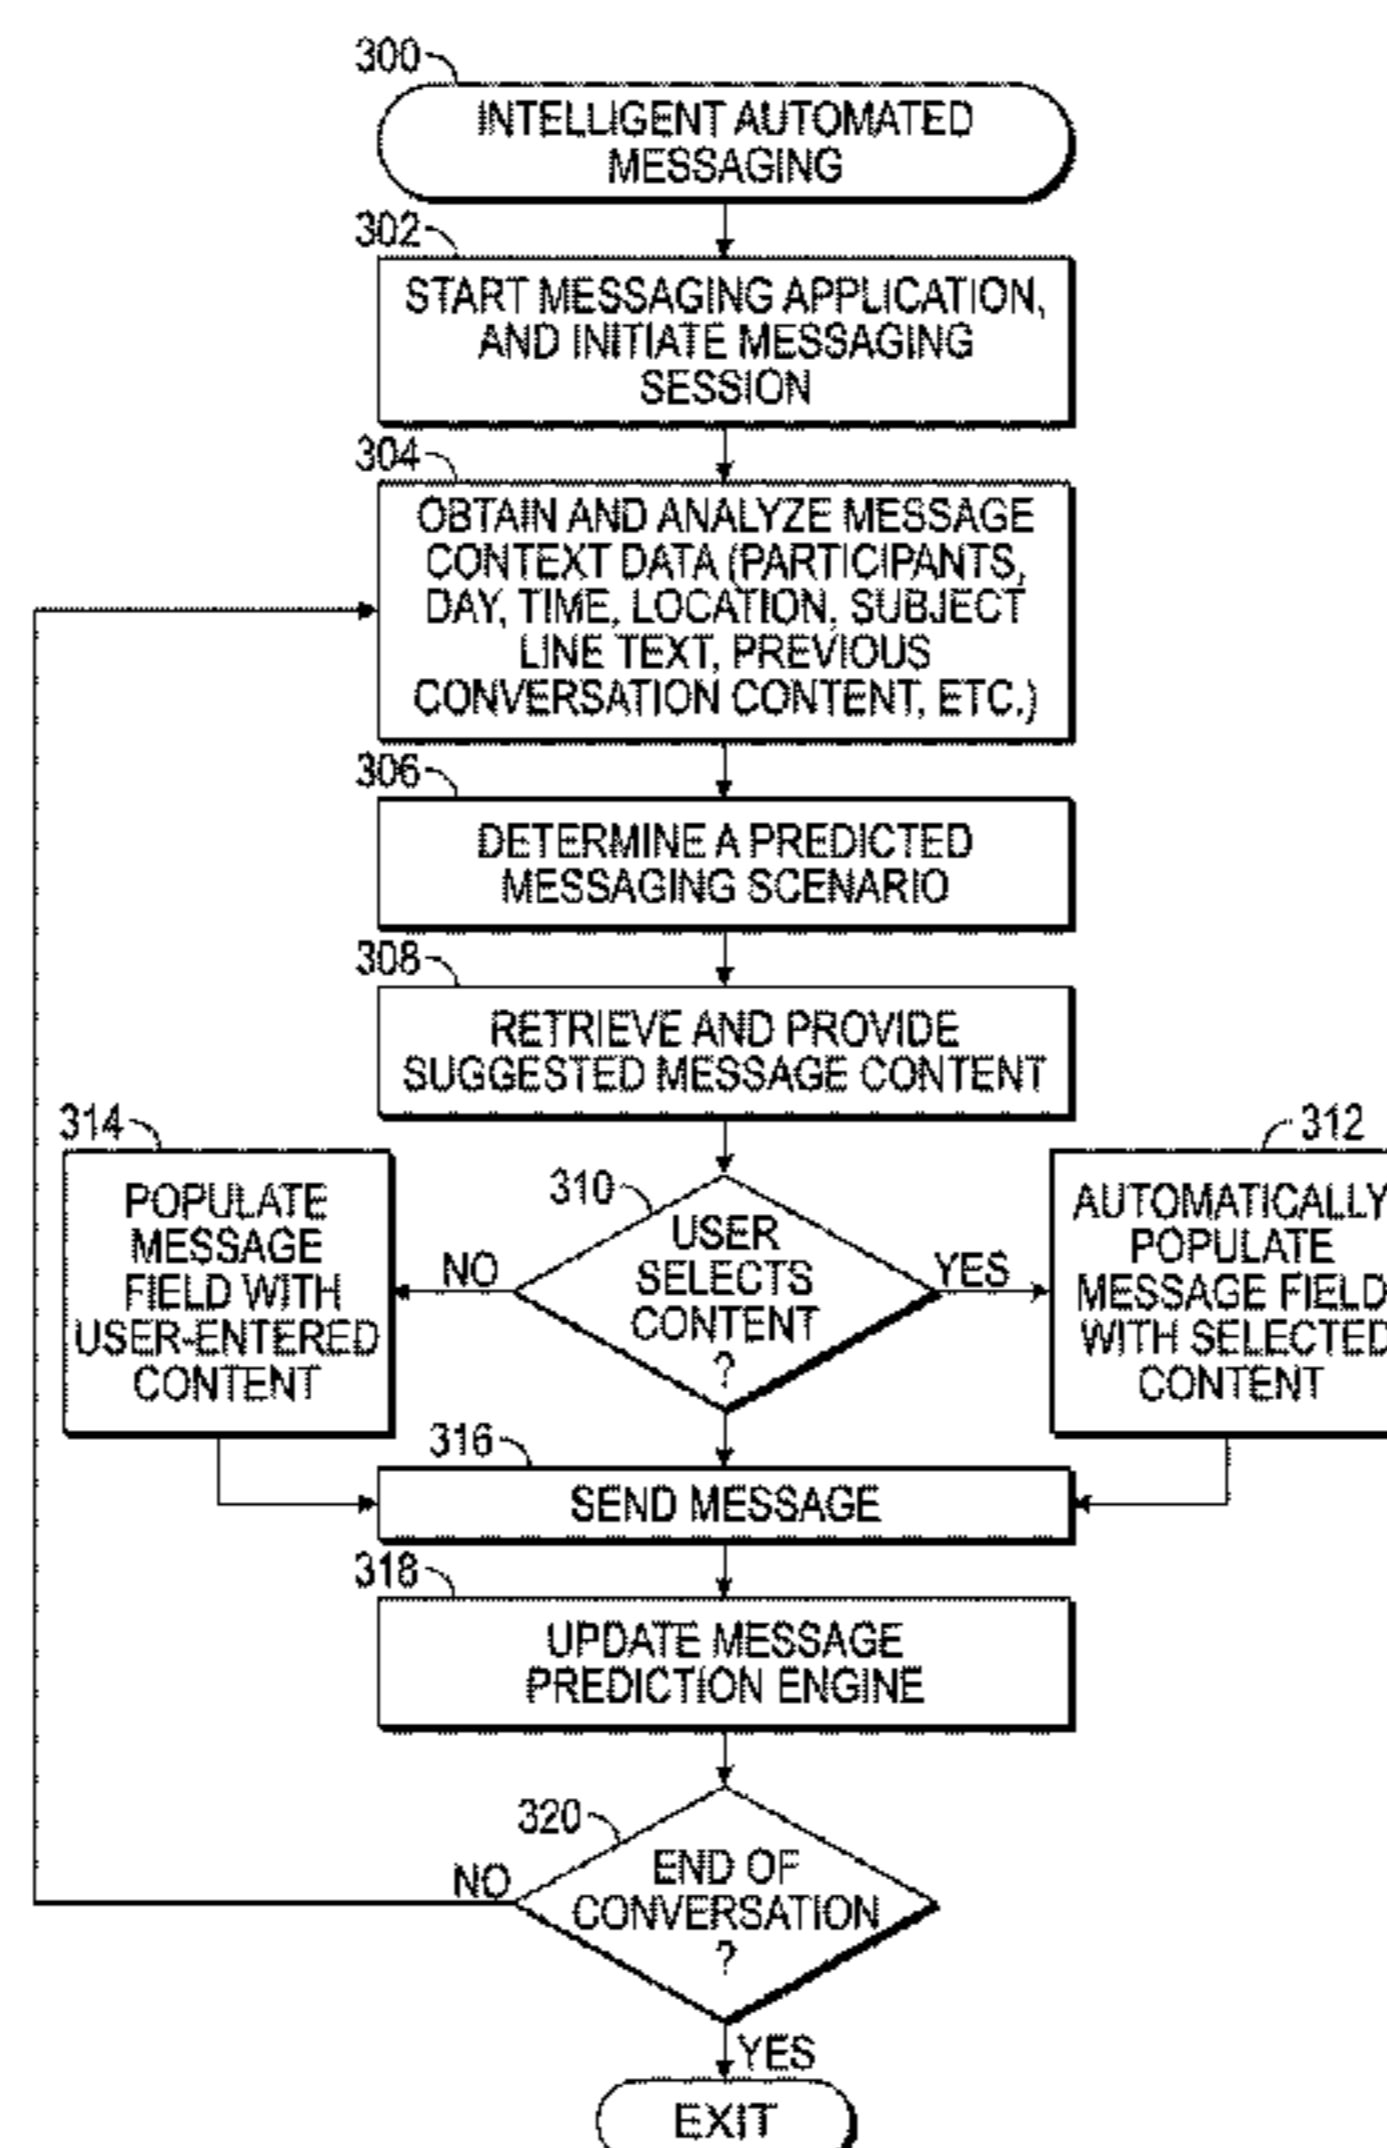 300
INTELLIGENT AUTOMATED
MESSAGING
302
START MESSAGING APPLICATION,
AND INITIATE MESSAGING
SESSION
304
OBTAIN AND ANALYZE MESSAGE
CONTEXT DATA (PARTICIPANTS,
DAY, TIME, LOCATION, SUBJECT
LINE TEXT, PREVIOUS
CONVERSATION CONTENT, ETC.)
306
DETERMINE A PREDICTED
MESSAGING SCENARIO
308
RETRIEVE AND PROVIDE
SUGGESTED MESSAGE CONTENT
314
POPULATE
MESSAGE
FIELD WITH
USER-ENTERED
CONTENT
NO
310
USER
SELECTS
CONTENT
?
YES
312
AUTOMATICALLY
POPULATE
MESSAGE FIELD
WITH SELECTED
CONTENT
316
SEND MESSAGE
318
UPDATE MESSAGE
PREDICTION ENGINE
320
NO
END OF
CONVERSATION
?
YES
EXIT